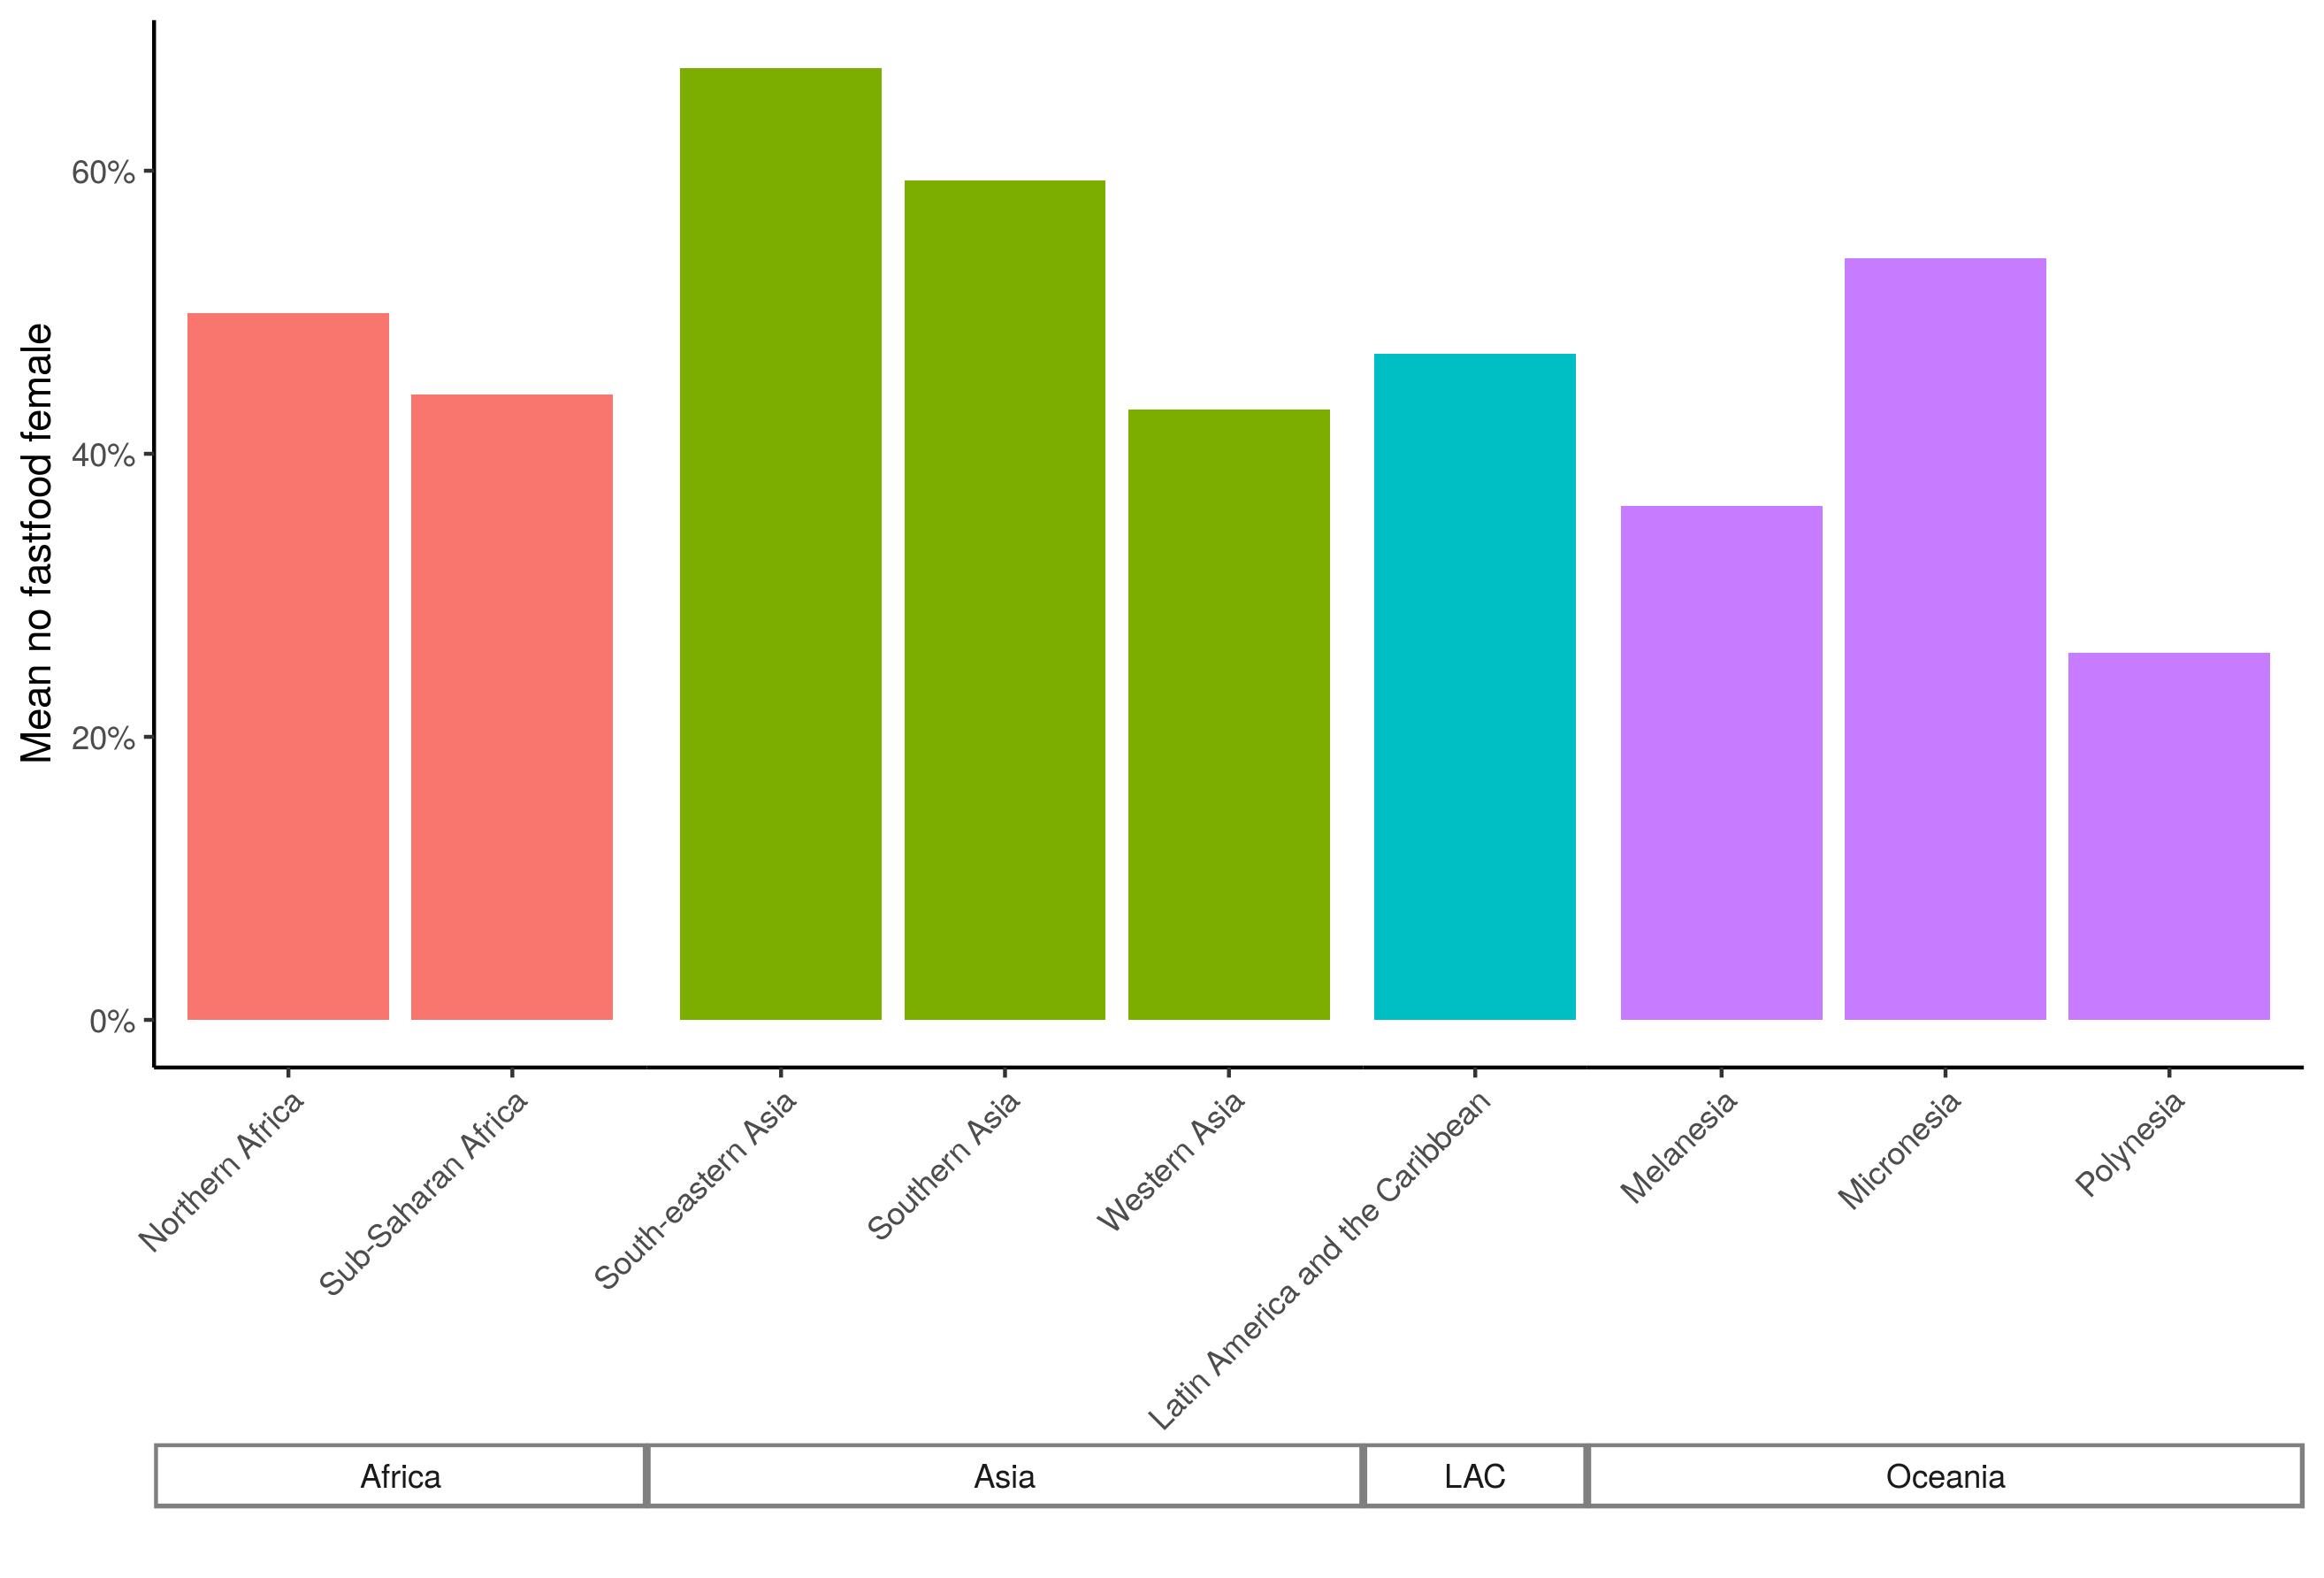 Mean no fastfood female
60%
40%
20%
0%
Northern Africa
Sub-Saharan Africa
South-eastern Asia
Southern Asia
Western Asia
Latin America and the Caribbean
Melanesia
Micronesia
Polynesia
Africa
Asia
LAC
Oceania